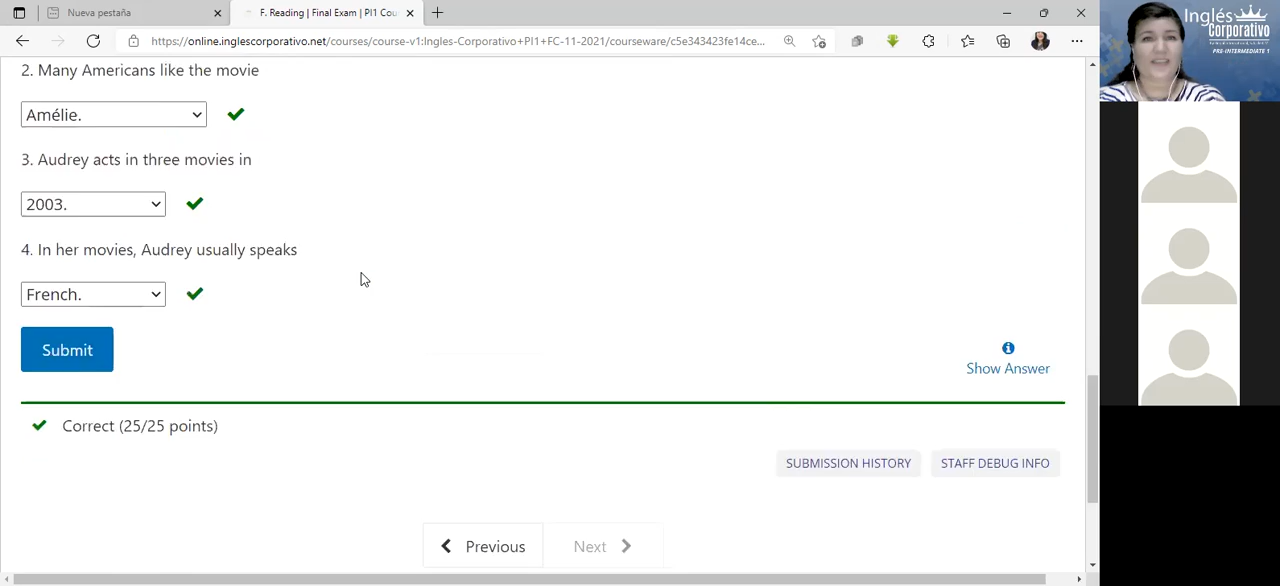 Nueva pestaña
F. Reading | Final Exam | PI1 Cou
https://online.inglescorporativo.net/courses/course-v1:Ingles-Corporativo+PI1+FC-11-2021/courseware/c5e343423fe14ce...
Inglés
Corporativo
PRE-INTERMEDIATE 1
2. Many Americans like the movie
Amélie.
3. Audrey acts in three movies in
2003.
4. In her movies, Audrey usually speaks
French.
Submit
Show Answer
Correct (25/25 points)
SUBMISSION HISTORY
STAFF DEBUG INFO
Previous
Next